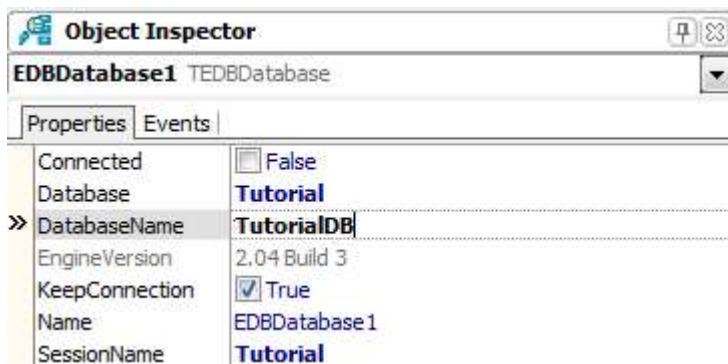 Object Inspector
EDBDatabase1 TEDBDatabase
Properties Events
Connected False
Database Tutorial
» DatabaseName TutorialDB
EngineVersion 2.04 Build 3
KeepConnection True
Name EDBDatabase1
SessionName Tutorial